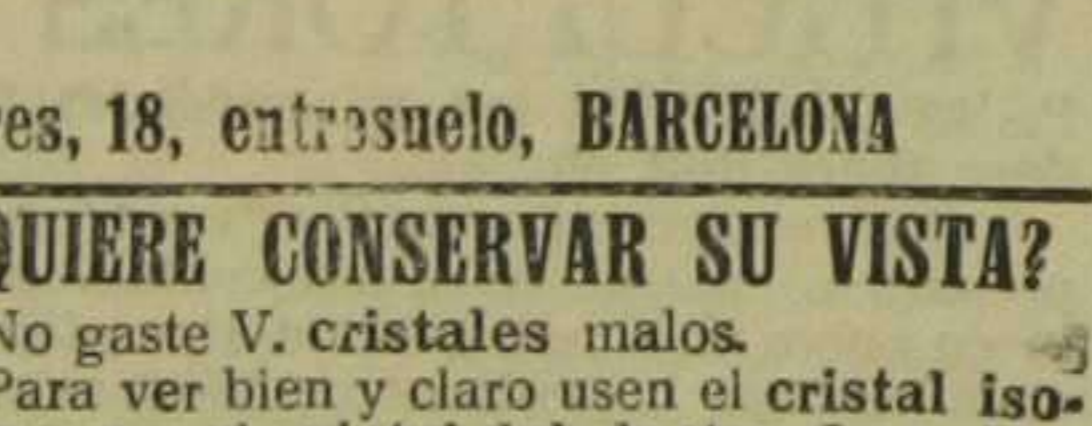 es, 18, entresuelo, BARCELONA
QUIERE CONSERVAR SU VISTA?
No gaste V. cristales malos.
Para ver bien y claro usen el cristal iso-